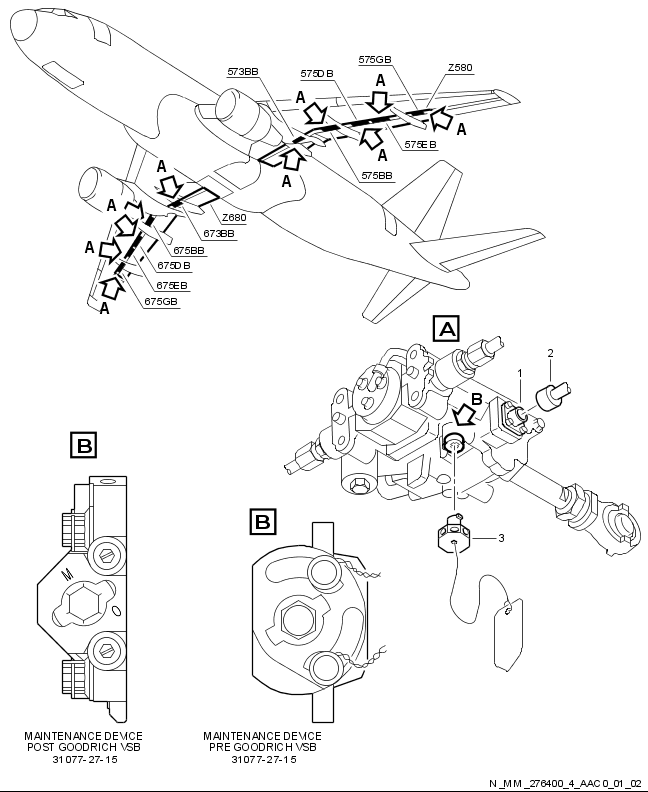 575GB
573BB
575DB
Z580
A
A
A
A
575EB
A
A
575BB
A
A
Z680
673BB
A
675BB
675DB
675EB
675GB
A
A
2
1
B
B
3
B
M
MAINTENANCE DEVICE
POST GOODRICH VSB
31077-27-15
MAINTENANCE DEVICE
PRE GOODRICH VSB
31077-27-15
N_MM_276400_4_AAC0_01_02